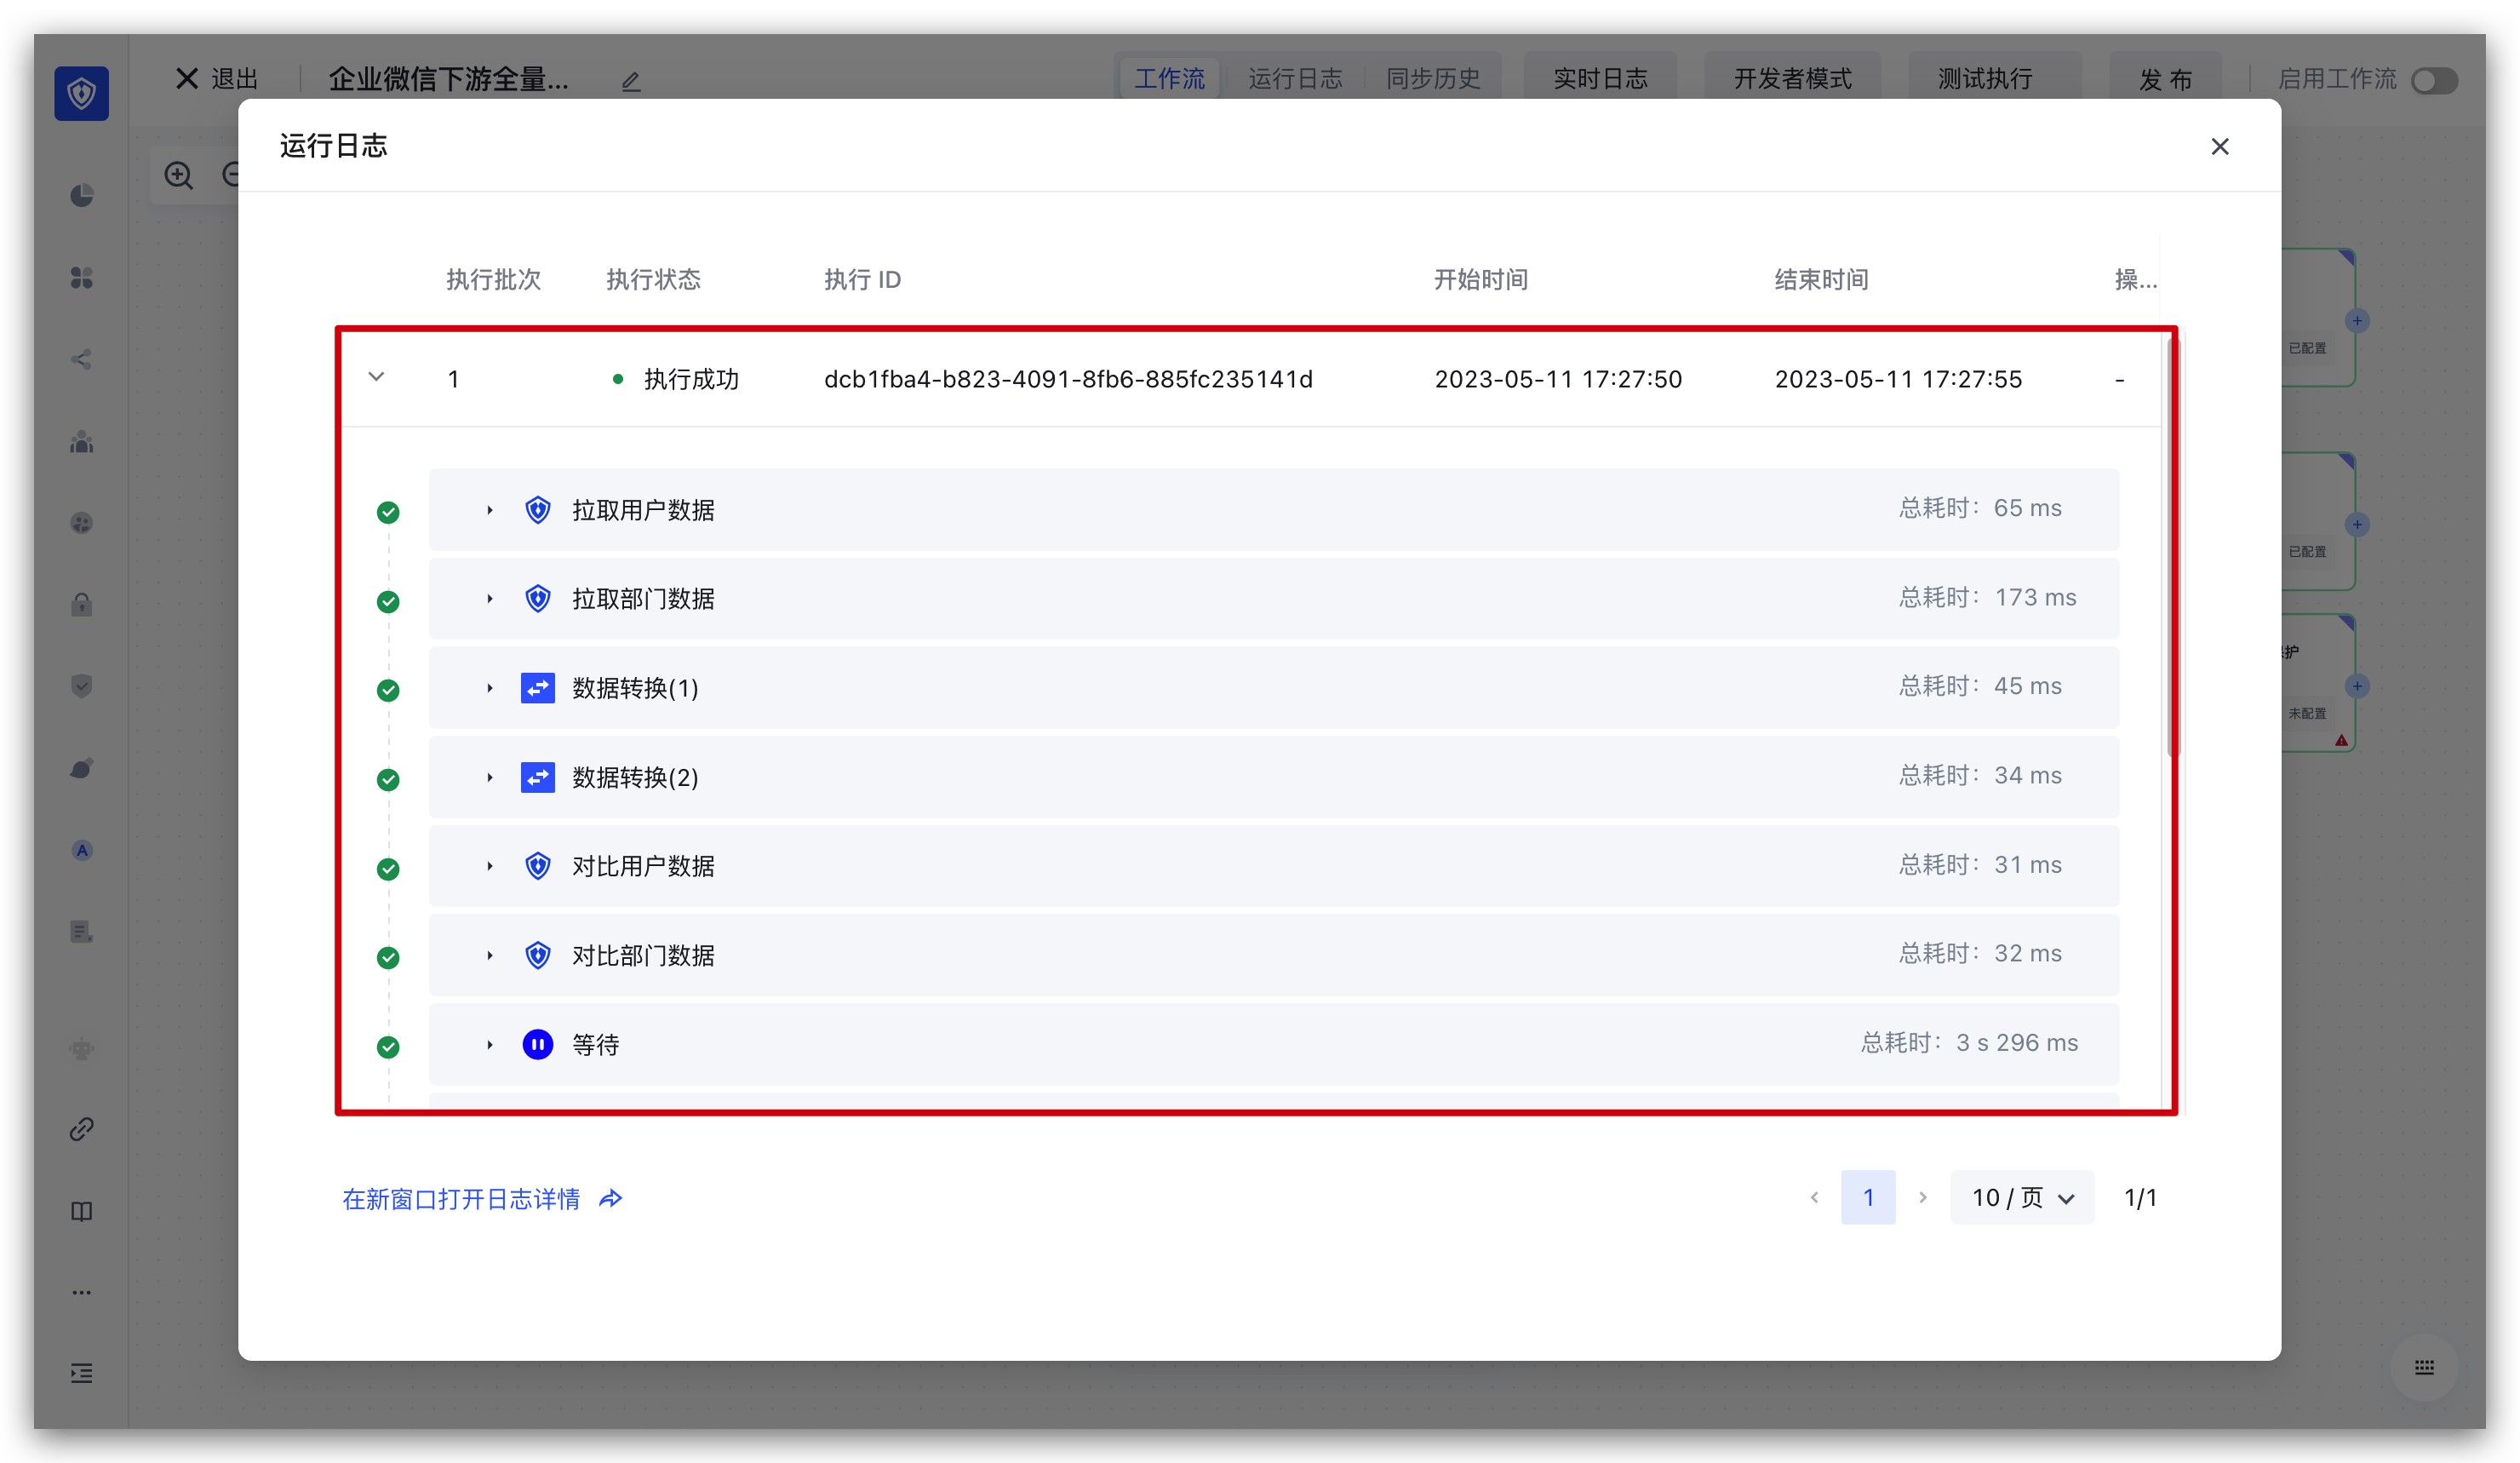 退出
企业微信下游全量...
工作流
运行日志
同步历史
实时日志
开发者模式
测试执行
发 布
启用工作流
运行日志
执行批次 执行状态 执行 ID 开始时间 结束时间 操...
1 执行成功 dcb1fba4-b823-4091-8fb6-885fc235141d 2023-05-11 17:27:50 2023-05-11 17:27:55 -
拉取用户数据 总耗时: 65 ms
拉取部门数据 总耗时: 173 ms
数据转换(1) 总耗时: 45 ms
数据转换(2) 总耗时: 34 ms
对比用户数据 总耗时: 31 ms
对比部门数据 总耗时: 32 ms
等待 总耗时: 3 s 296 ms
已配置
已配置
护
未配置
在新窗口打开日志详情
1 10 / 页 1/1
A